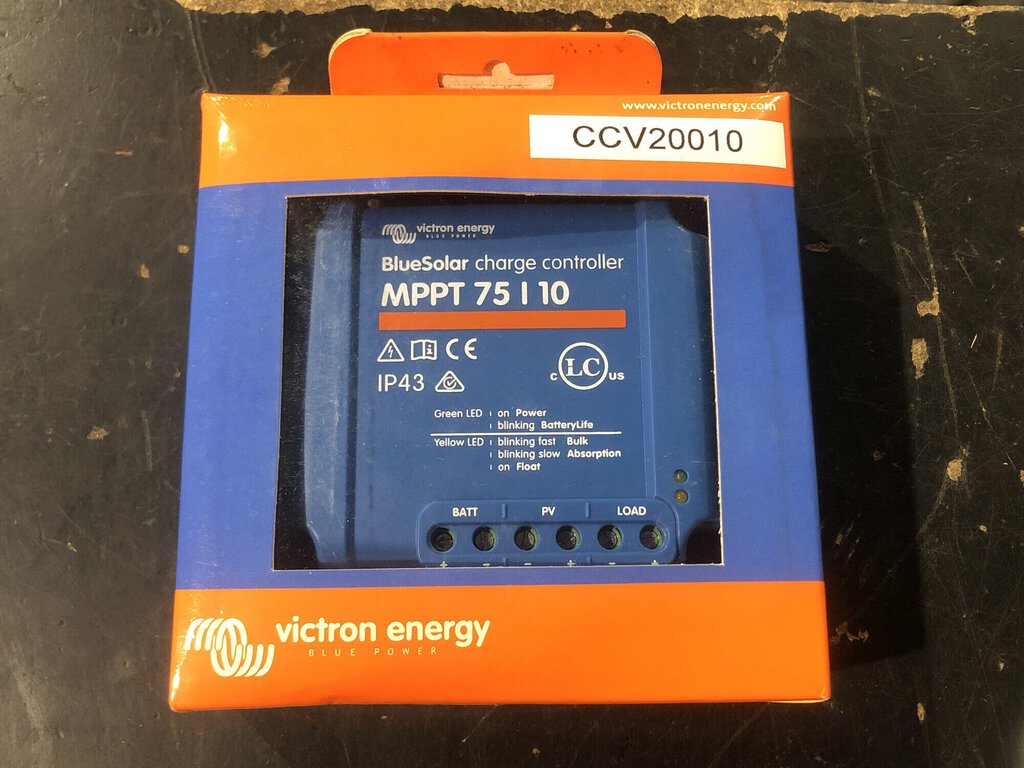 www.victronenergy.com
CCV20010
victron energy
BLUE POWER
BlueSolar charge controller
MPPT 75 | 10
CE
IP43
c LC us
Green LED on Power
blinking BatteryLife
Yellow LED blinking fast Bulk
blinking slow Absorption
on Float
BATT PV LOAD
+ - - + - +
victron energy
BLUE POWER